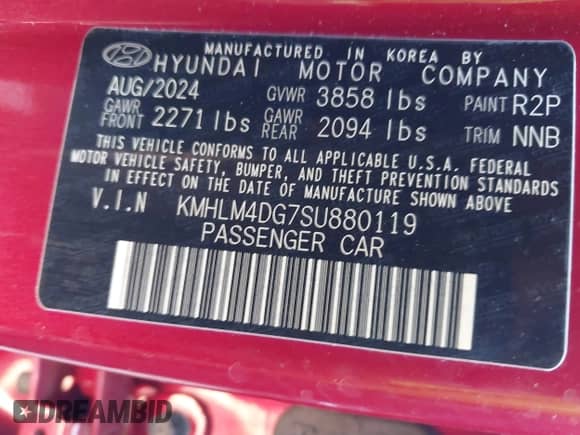 MANUFACTURED IN KOREA BY
HYUNDAI MOTOR COMPANY
AUG/2024 GVWR 3858 lbs PAINT R2P
GAWR FRONT 2271 lbs GAWR REAR 2094 lbs TRIM NNB
THIS VEHICLE CONFORMS TO ALL APPLICABLE U.S.A. FEDERAL
MOTOR VEHICLE SAFETY, BUMPER, AND THEFT PREVENTION STANDARDS
IN EFFECT ON THE DATE OF MANUFACTURE SHOWN ABOVE.
V.I.N KMHLM4DG7SU880119
PASSENGER CAR
DREAMBID